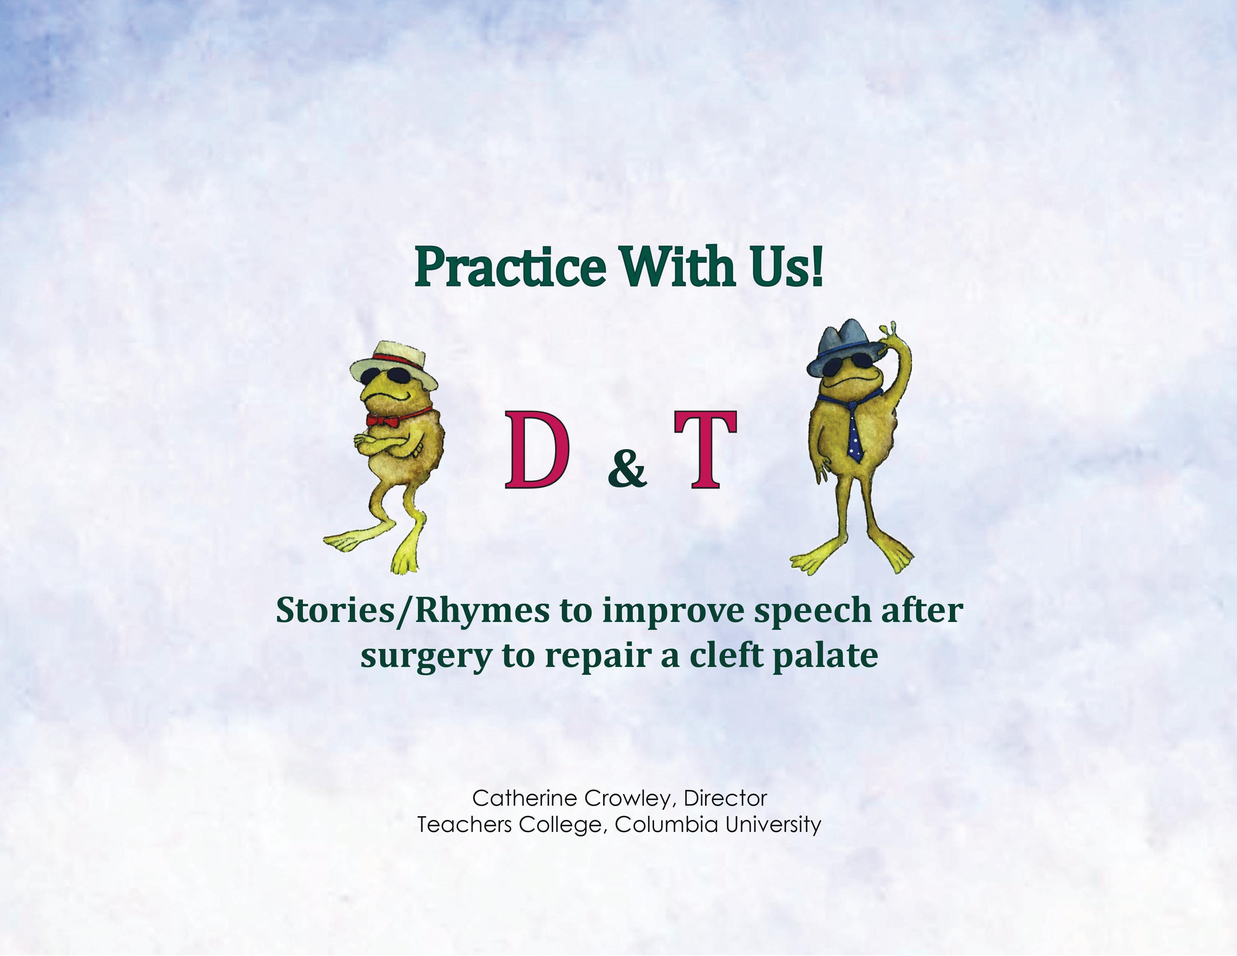 Practice With Us!
D & T
Stories/Rhymes to improve speech after
surgery to repair a cleft palate
Catherine Crowley, Director
Teachers College, Columbia University